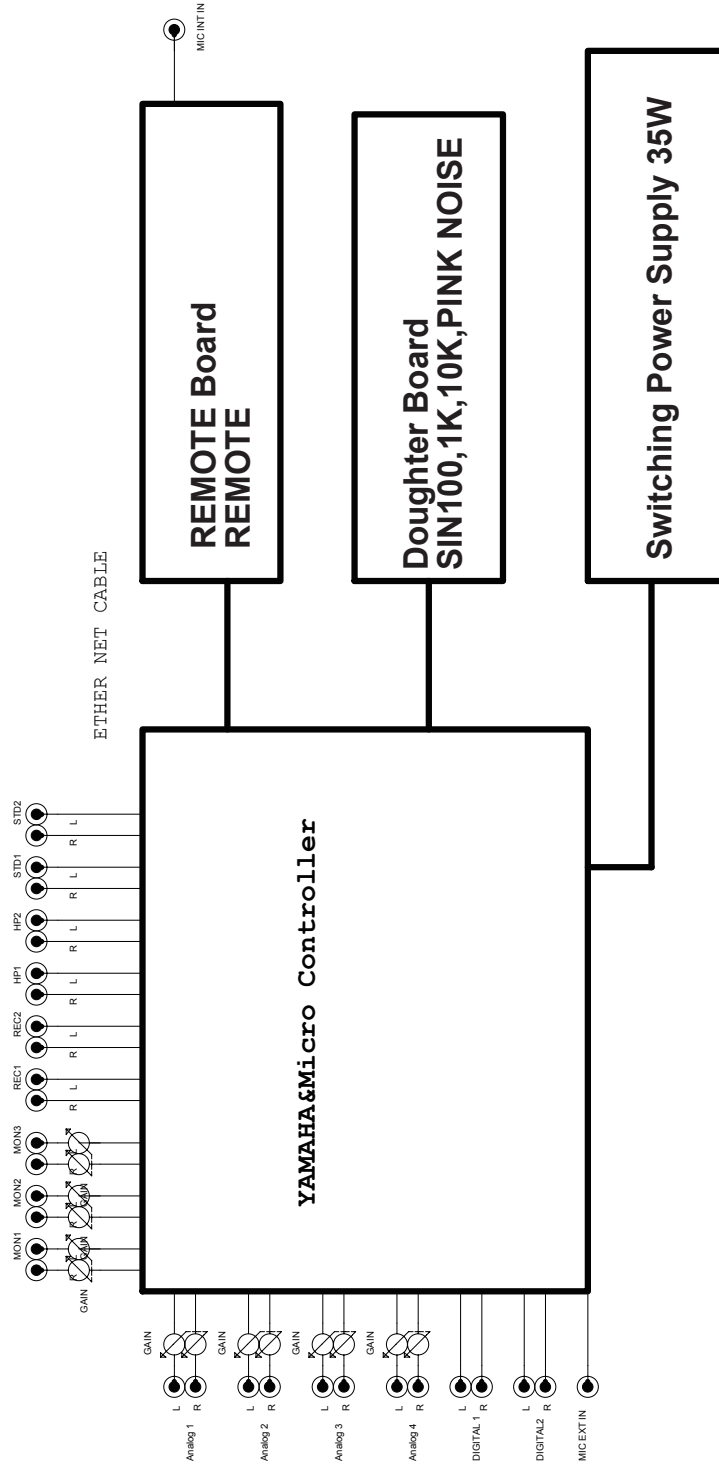 MIC INT IN
REMOTE Board
REMOTE
Doughter Board
SIN100,1K,10K,PINK NOISE
Switching Power Supply 35W
ETHER NET CABLE
YAMAHA&Micro Controller
MON1
R
L
GAIN
MON2
R
L
GAIN
MON3
R
L
GAIN
REC1
R
L
REC2
R
L
HP1
R
L
HP2
R
L
STD1
R
L
STD2
R
L
GAIN
L
R
Analog 1
GAIN
L
R
Analog 2
GAIN
L
R
Analog 3
GAIN
L
R
Analog 4
L
R
DIGITAL 1
L
R
DIGITAL2
MIC EXT IN